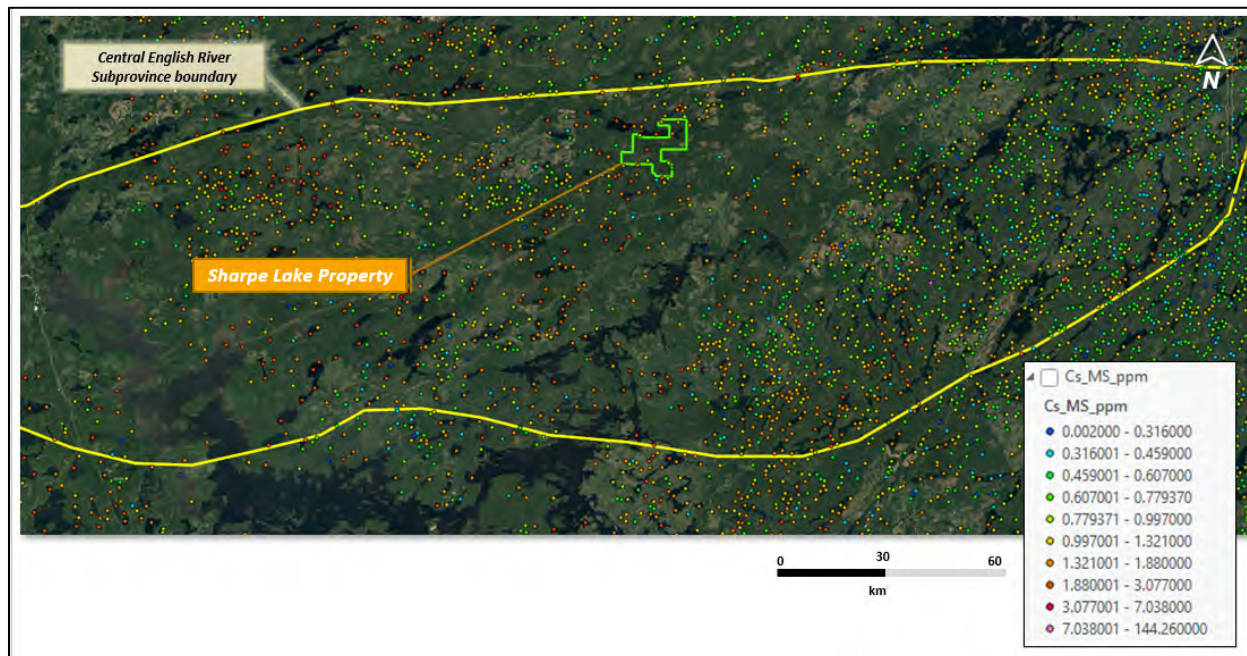 Central English River
Subprovince boundary
N
Sharpe Lake Property
Cs_MS_ppm
Cs_MS_ppm
0.002000 - 0.316000
0.316001 - 0.459000
0.459001 - 0.607000
0.607001 - 0.779370
0.779371 - 0.997000
0.997001 - 1.321000
1.321001 - 1.880000
1.880001 - 3.077000
3.077001 - 7.038000
7.038001 - 144.260000
0 30 60
km